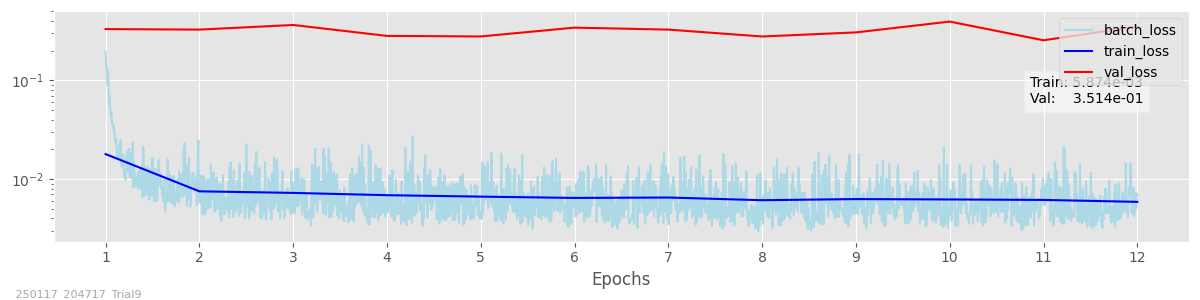 batch_loss
train_loss
val_loss
Train: 5.874e-03
Val: 3.514e-01
10⁻¹
10⁻²
1 2 3 4 5 6 7 8 9 10 11 12
Epochs
250117_204717_Trial9